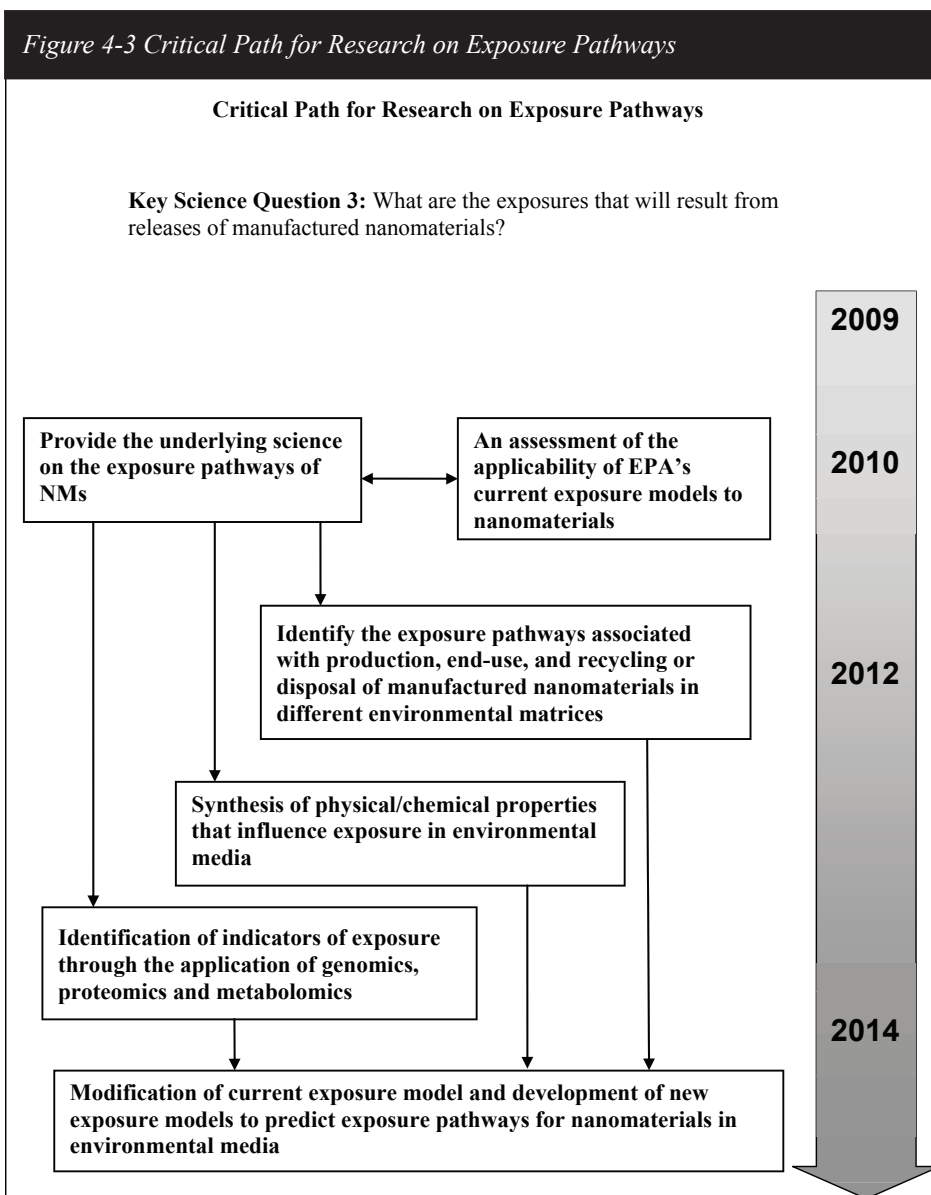 Figure 4-3 Critical Path for Research on Exposure Pathways
Critical Path for Research on Exposure Pathways
Key Science Question 3: What are the exposures that will result from
releases of manufactured nanomaterials?
2009
Provide the underlying science
on the exposure pathways of
NMs
An assessment of the
applicability of EPA's
current exposure models to
nanomaterials
2010
Identify the exposure pathways associated
with production, end-use, and recycling or
disposal of manufactured nanomaterials in
different environmental matrices
2012
Synthesis of physical/chemical properties
that influence exposure in environmental
media
Identification of indicators of exposure
through the application of genomics,
proteomics and metabolomics
2014
Modification of current exposure model and development of new
exposure models to predict exposure pathways for nanomaterials in
environmental media